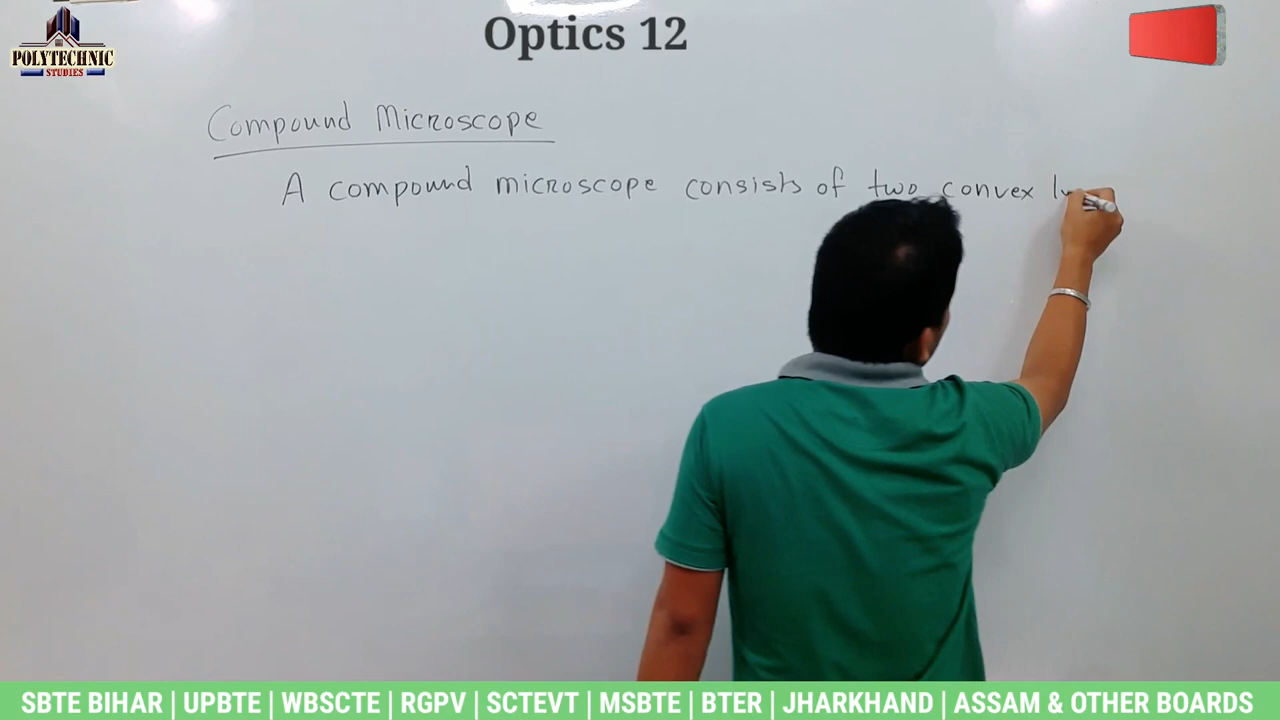 Optics 12
POLYTECHNIC
STUDIES
Compound Microscope
A compound microscope consists of two convex
SBTE BIHAR | UPBTE | WBSCTE | RGPV | SCTEVT | MSBTE | BTER | JHARKHAND | ASSAM & OTHER BOARDS